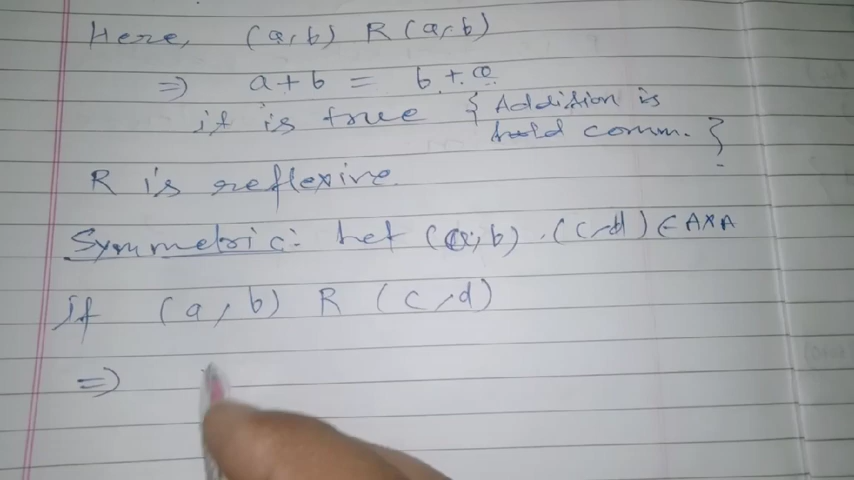 Here, (a,b) R (a,b)
⇒ a + b = b + a
it is true { Addition is
hold comm. }
R is reflexive.
Symmetric:- Let (a,b), (c,d) ∈ A×A
if (a, b) R (c, d)
⇒